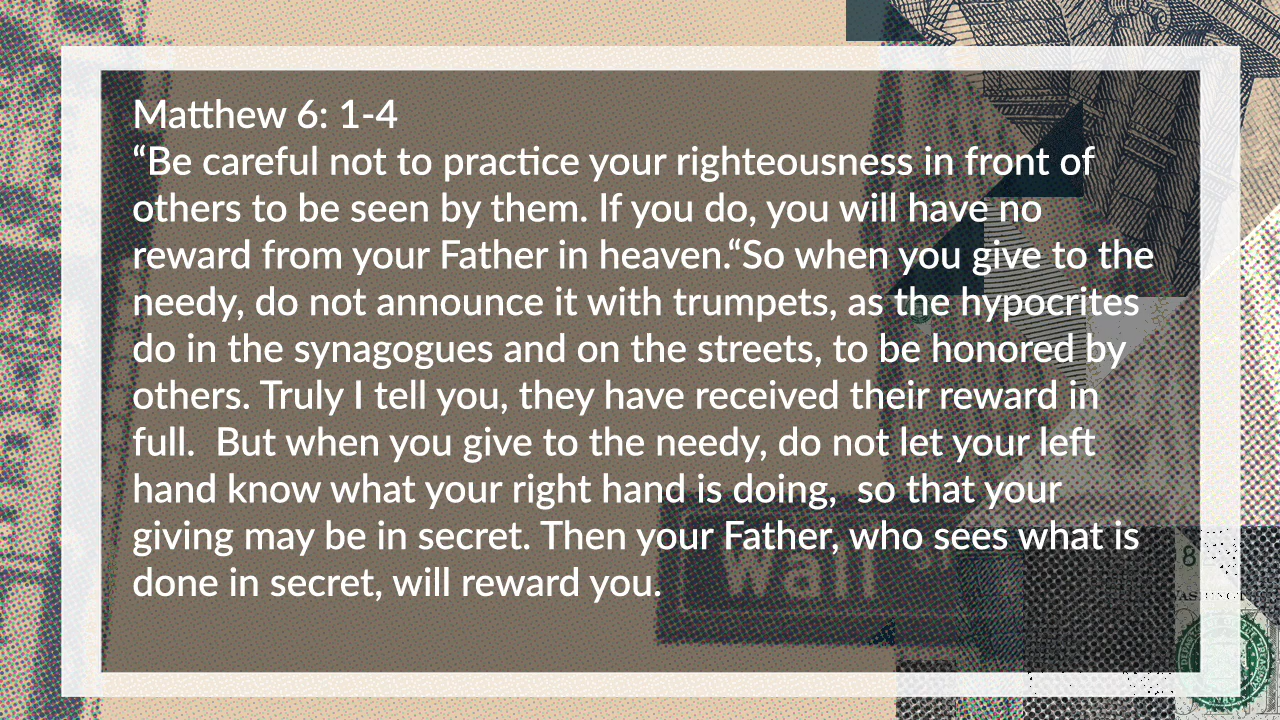 Matthew 6: 1-4
“Be careful not to practice your righteousness in front of
others to be seen by them. If you do, you will have no
reward from your Father in heaven.“So when you give to the
needy, do not announce it with trumpets, as the hypocrites
do in the synagogues and on the streets, to be honored by
others. Truly I tell you, they have received their reward in
full.  But when you give to the needy, do not let your left
hand know what your right hand is doing,  so that your
giving may be in secret. Then your Father, who sees what is
done in secret, will reward you.
Wall
8